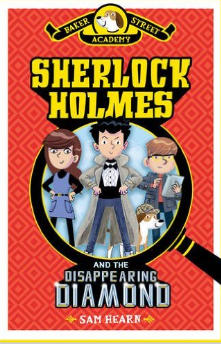 BAKER STREET
ACADEMY
SHERLOCK
HOLMES
AND THE
DISAPPEARING
DIAMOND
SAM HEARN